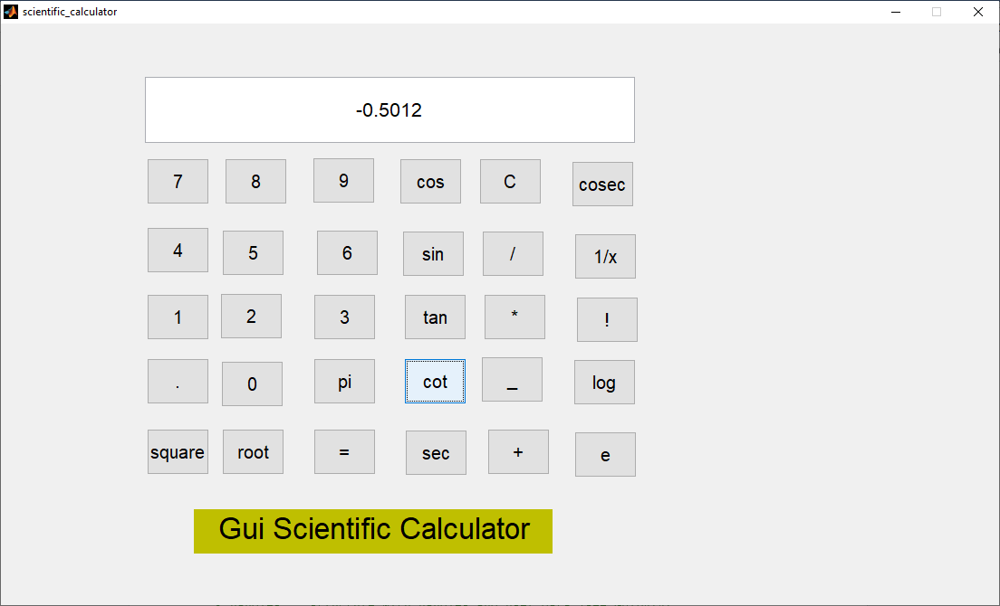 scientific_calculator
-0.5012
7 8 9 cos C cosec
4 5 6 sin / 1/x
1 2 3 tan * !
. 0 pi cot _ log
square root = sec + e
Gui Scientific Calculator